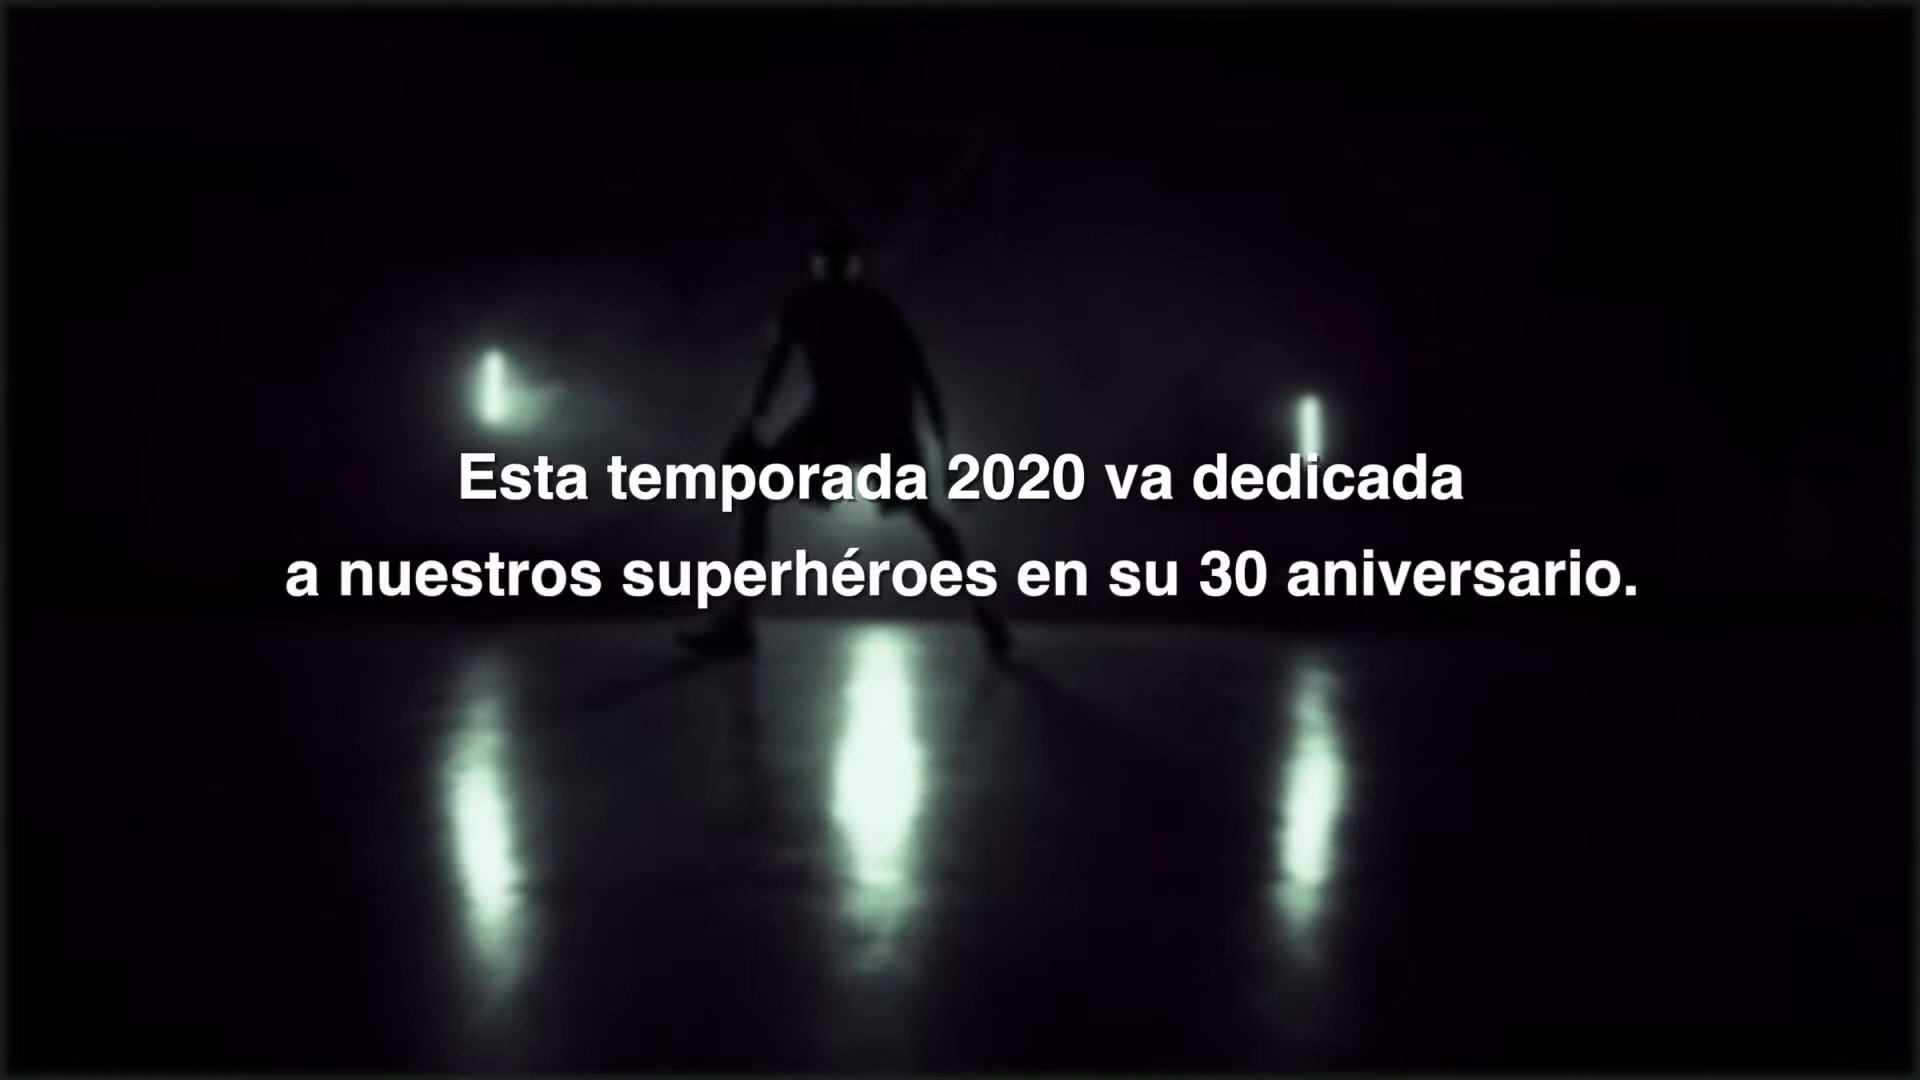 Esta temporada 2020 va dedicada
a nuestros superhéroes en su 30 aniversario.